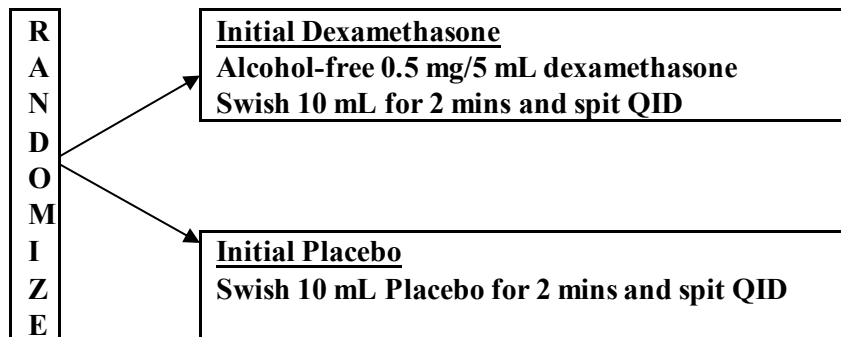 R
A
N
D
O
M
I
Z
E
Initial Dexamethasone
Alcohol-free 0.5 mg/5 mL dexamethasone
Swish 10 mL for 2 mins and spit QID
Initial Placebo
Swish 10 mL Placebo for 2 mins and spit QID